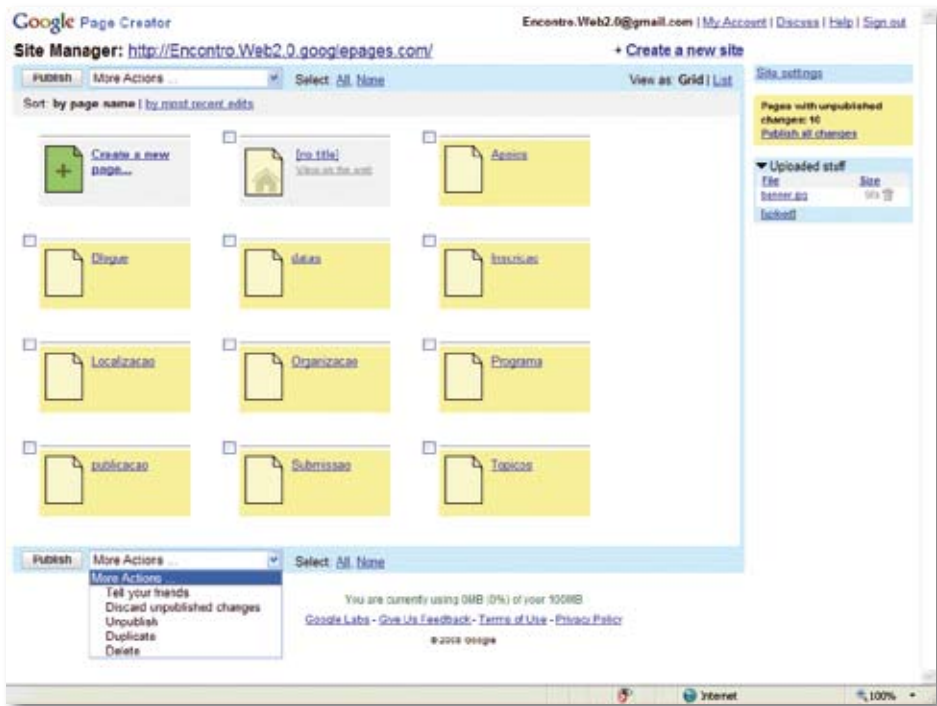 Google Page Creator
Encontro.Web2.0@gmail.com | My Account | Discuss | Help | Sign out
Site Manager: http://Encontro.Web2.0.googlepages.com/
+ Create a new site
Publish More Actions ... Select: All, None View as: Grid | List
Sort: by page name | by most recent edits
Site settings
Pages with unpublished
changes: 10
Publish all changes
Uploaded stuff
File Size
banner.jpg
[upload]
Create a new
page...
[no title]
View on the web
Apoios
datas
Inscricao
Localizacao
Organizacao
Programa
publicacao
Submissao
Topicos
Publish More Actions ... Select: All, None
More Actions ...
Tell your friends
Discard unpublished changes
Unpublish
Duplicate
Delete
You are currently using 0MB (0%) of your 100MB
Google Labs - Give Us Feedback - Terms of Use - Privacy Policy
Google
Internet
100%